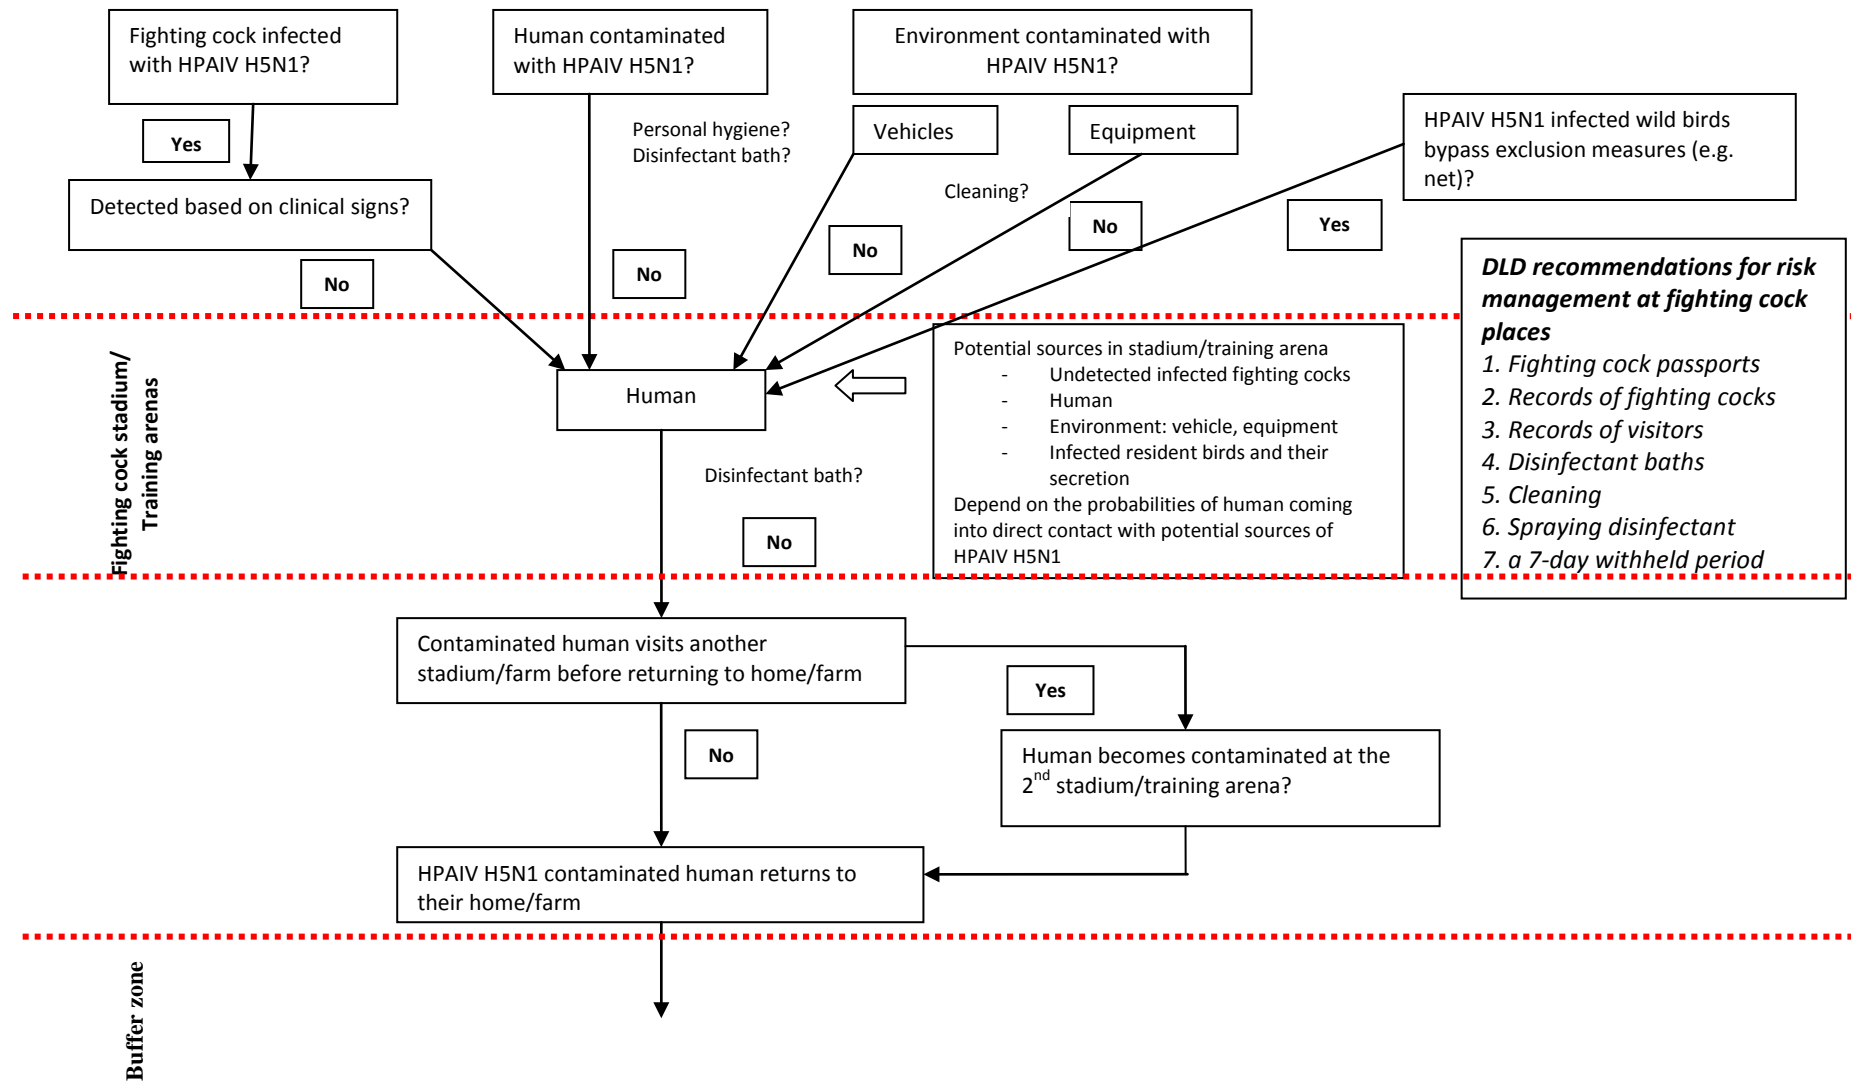 Fighting cock infected
with HPAIV H5N1?
Human contaminated
with HPAIV H5N1?
Environment contaminated with
HPAIV H5N1?
Yes
Personal hygiene?
Disinfectant bath?
Vehicles
Equipment
HPAIV H5N1 infected wild birds
bypass exclusion measures (e.g.
net)?
Detected based on clinical signs?
Cleaning?
No
No
No
No
Yes
DLD recommendations for risk
management at fighting cock
places
1. Fighting cock passports
2. Records of fighting cocks
3. Records of visitors
4. Disinfectant baths
5. Cleaning
6. Spraying disinfectant
7. a 7-day withheld period
Fighting cock stadium/
Training arenas
Human
Potential sources in stadium/training arena
- Undetected infected fighting cocks
- Human
- Environment: vehicle, equipment
- Infected resident birds and their
secretion
Depend on the probabilities of human coming
into direct contact with potential sources of
HPAIV H5N1
Disinfectant bath?
No
Contaminated human visits another
stadium/farm before returning to home/farm
Yes
No
Human becomes contaminated at the
2nd stadium/training arena?
HPAIV H5N1 contaminated human returns to
their home/farm
Buffer zone